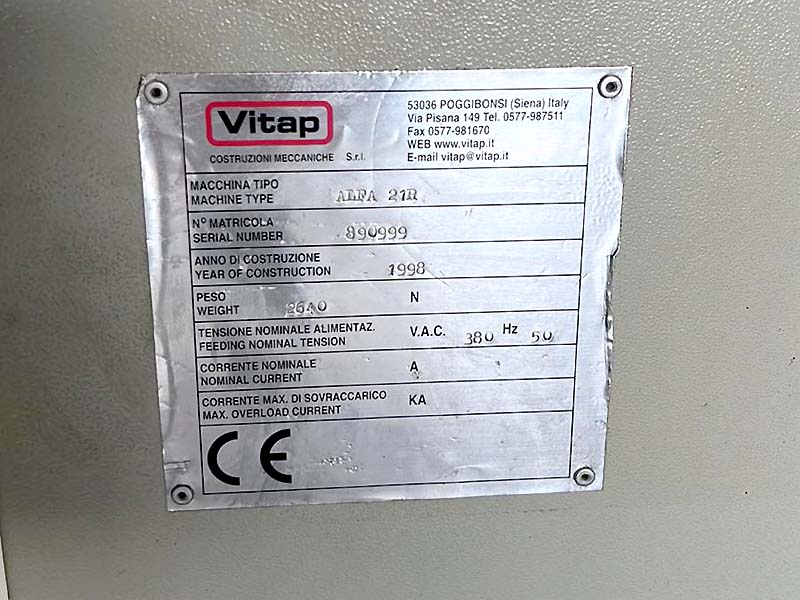 Vitap
COSTRUZIONI MECCANICHE S.r.l.
53036 POGGIBONSI (Siena) Italy
Via Pisana 149 Tel. 0577-987511
Fax 0577-981670
WEB www.vitap.it
E-mail vitap@vitap.it
MACCHINA TIPO
MACHINE TYPE ALFA 21R
N° MATRICOLA
SERIAL NUMBER 890999
ANNO DI COSTRUZIONE
YEAR OF CONSTRUCTION 1998
PESO N
WEIGHT 2640
TENSIONE NOMINALE ALIMENTAZ. V.A.C. 380 Hz 50
FEEDING NOMINAL TENSION
CORRENTE NOMINALE A
NOMINAL CURRENT
CORRENTE MAX. DI SOVRACCARICO KA
MAX. OVERLOAD CURRENT
CE